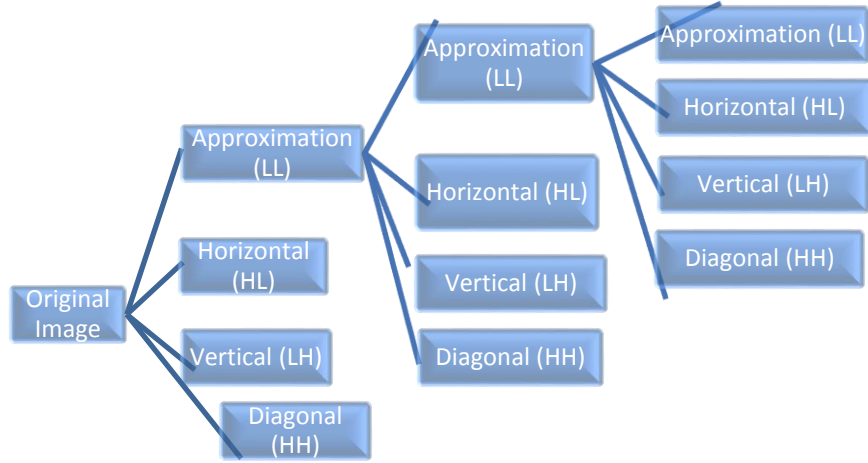 Original
Image
Approximation
(LL)
Horizontal
(HL)
Vertical (LH)
Diagonal
(HH)
Approximation
(LL)
Horizontal (HL)
Vertical (LH)
Diagonal (HH)
Approximation (LL)
Horizontal (HL)
Vertical (LH)
Diagonal (HH)